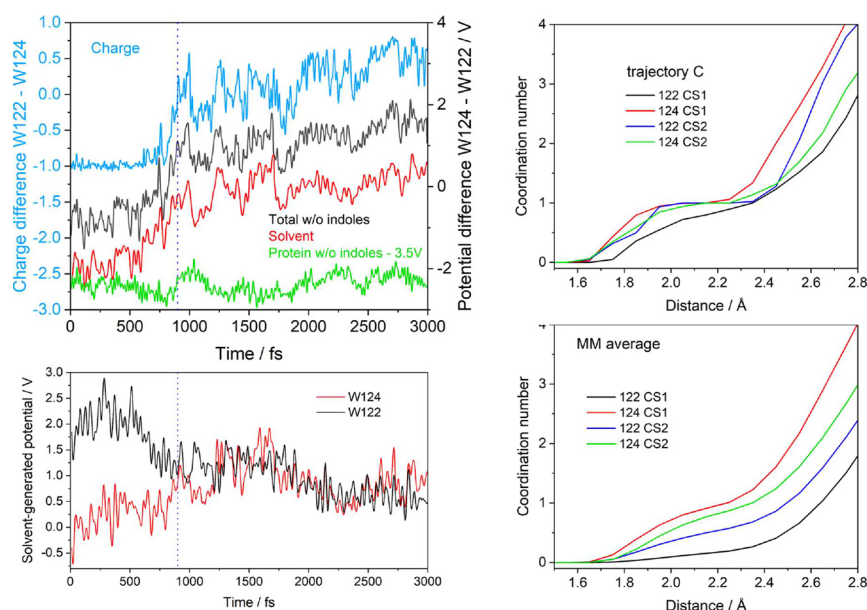 Charge difference W122 - W124
1.0
0.5
0.0
-0.5
-1.0
-1.5
-2.0
-2.5
-3.0
Charge
Total w/o indoles
Solvent
Protein w/o indoles - 3.5V
4
2
0
-2
Potential difference W124 - W122 / V
0 500 1000 1500 2000 2500 3000
Time / fs
Coordination number
4
3
2
1
0
trajectory C
122 CS1
124 CS1
122 CS2
124 CS2
1.6 1.8 2.0 2.2 2.4 2.6 2.8
Distance / Å
Solvent-generated potential / V
3.0
2.5
2.0
1.5
1.0
0.5
0.0
-0.5
W124
W122
0 500 1000 1500 2000 2500 3000
Time / fs
Coordination number
4
3
2
1
0
MM average
122 CS1
124 CS1
122 CS2
124 CS2
1.6 1.8 2.0 2.2 2.4 2.6 2.8
Distance / Å